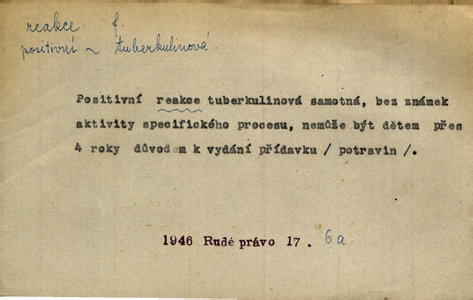 reakce f.
positivní ~ tuberkulinová
Positivní reakce tuberkulinová samotná, bez známek
aktivity specifického procesu, nemůže být dětem přes
4 roky důvodem k vydání přídavku / potravin /.
1946 Rudé právo 17. 6a.